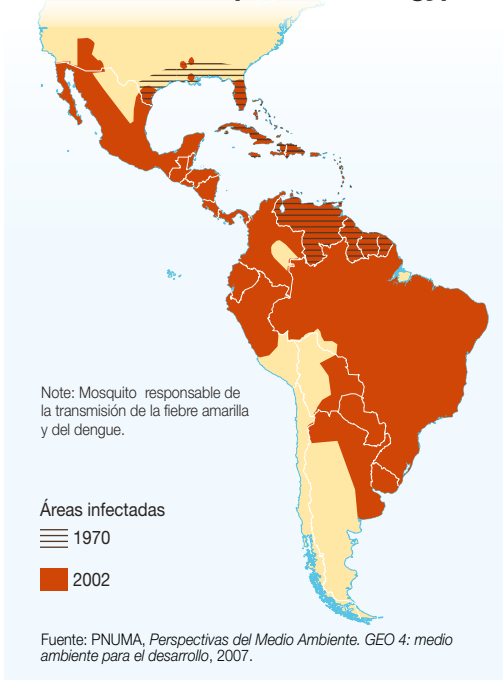 Note: Mosquito responsable de
la transmisión de la fiebre amarilla
y del dengue.
Áreas infectadas
1970
2002
Fuente: PNUMA, Perspectivas del Medio Ambiente. GEO 4: medio
ambiente para el desarrollo, 2007.